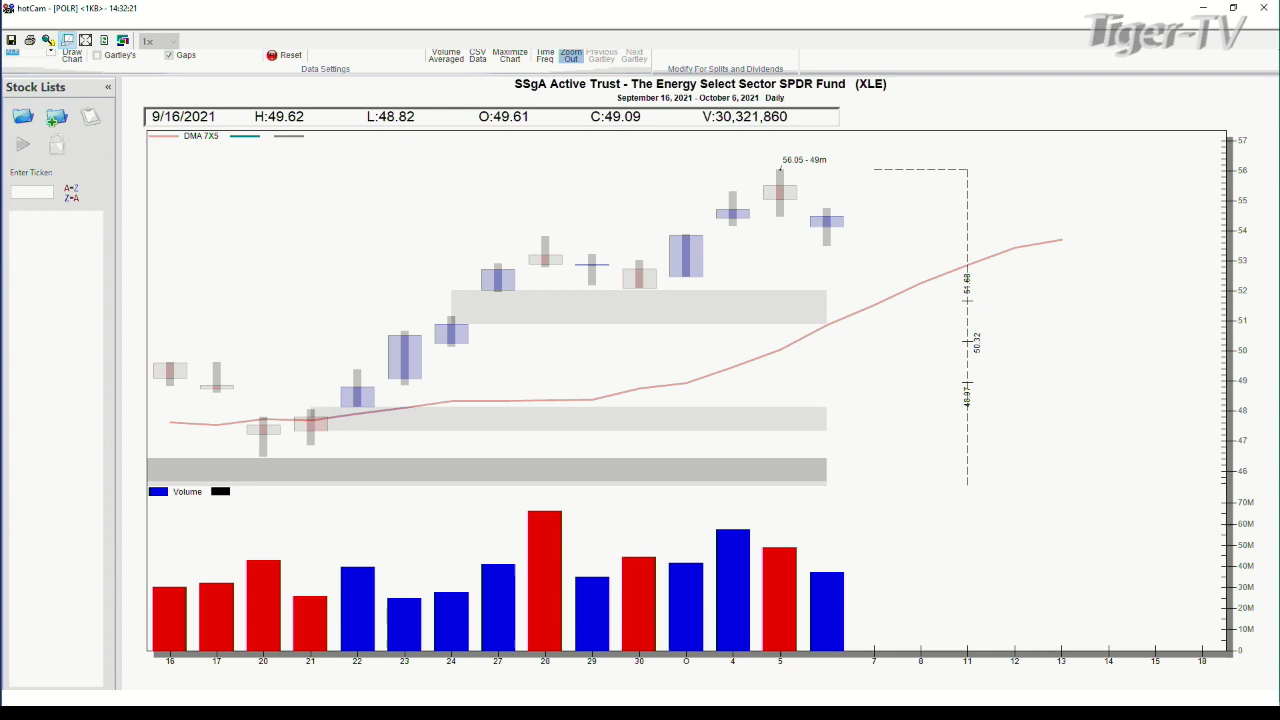 hotCam - [POLR] <1KB> - 14:32:21
Tiger-TV
1x
Draw Chart
Gartley's
Gaps
Reset
Data Settings
Volume Averaged
CSV Data
Maximize Chart
Time Freq
Zoom Out
Previous Gartley
Next Gartley
Modify For Splits and Dividends
Stock Lists
«
Enter Ticker:
A=Z
Z=A
SSgA Active Trust - The Energy Select Sector SPDR Fund (XLE)
September 16, 2021 - October 6, 2021 Daily
9/16/2021 H:49.62 L:48.82 O:49.61 C:49.09 V:30,321,860
DMA 7X5
56.05 - 49m
57
56
55
54
53
52
51
50
49
48
47
46
51.68
50.32
48.97
Volume
70M
60M
50M
40M
30M
20M
10M
0
16 17 20 21 22 23 24 27 28 29 30 O 4 5 7 8 11 12 13 14 15 18